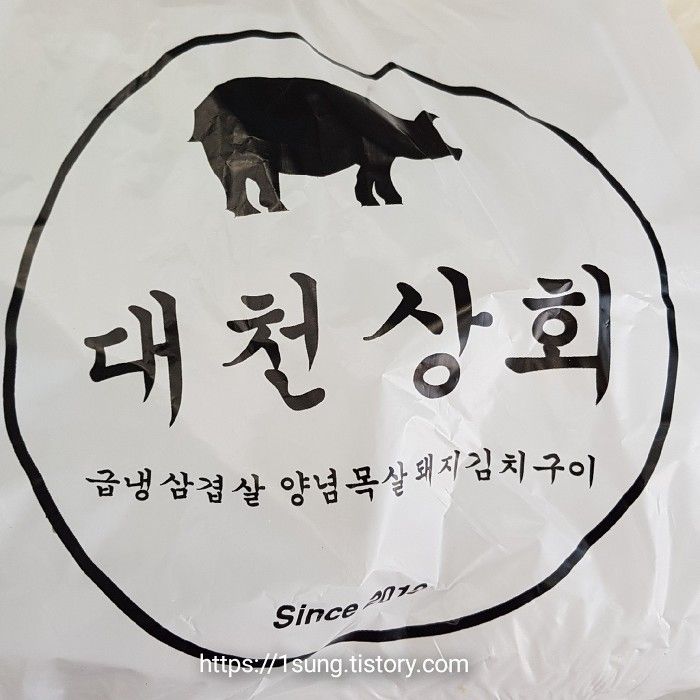 대천상회
급냉삼겹살 양념목살돼지김치구이
Since
https://1sung.tistory.com